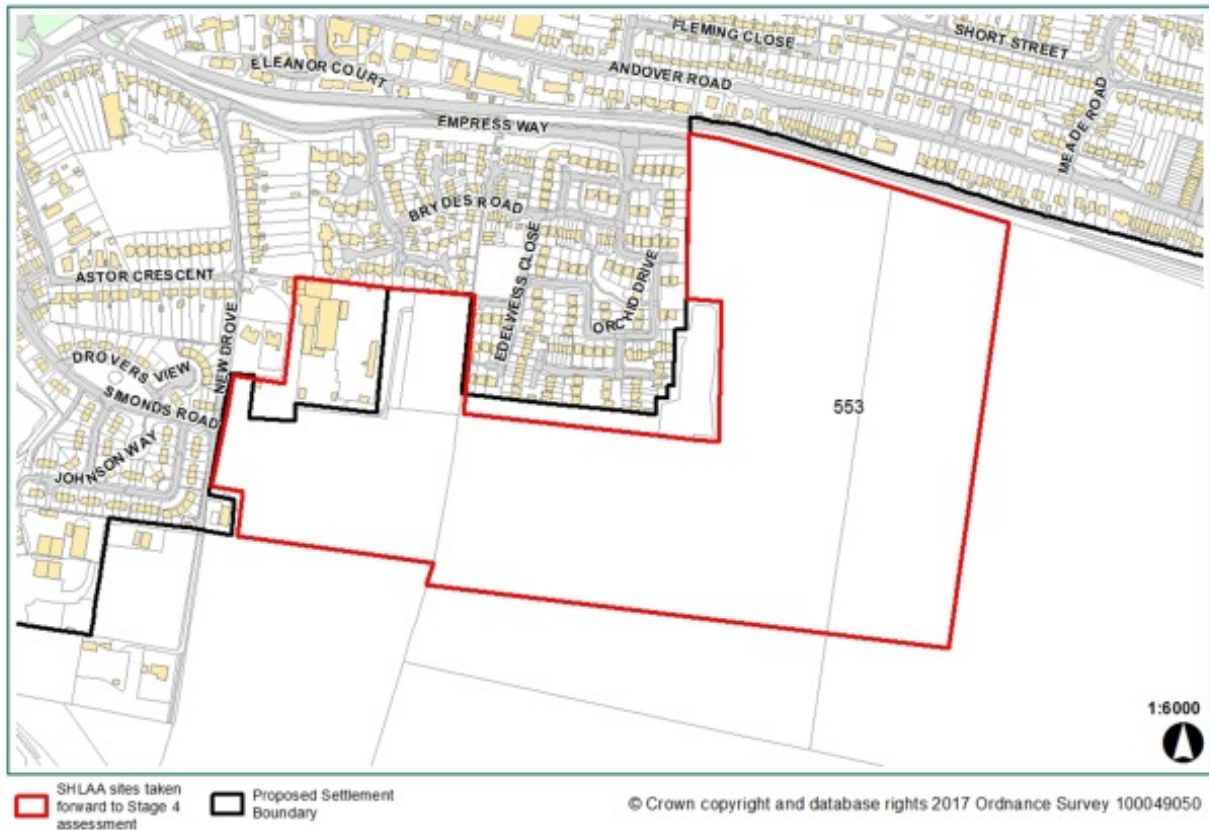 FLEMING CLOSE
SHORT STREET
ELEANOR COURT
ANDOVER ROAD
MEADE ROAD
EMPRESS WAY
BRYDES ROAD
EDELWEISS CLOSE
ORCHID DRIVE
ASTOR CRESCENT
NEW DROVE
DROVERS VIEW
SIMONDS ROAD
JOHNSON WAY
553
1:6000
SHLAA sites taken
forward to Stage 4
assessment
Proposed Settlement
Boundary
© Crown copyright and database rights 2017 Ordnance Survey 100049050